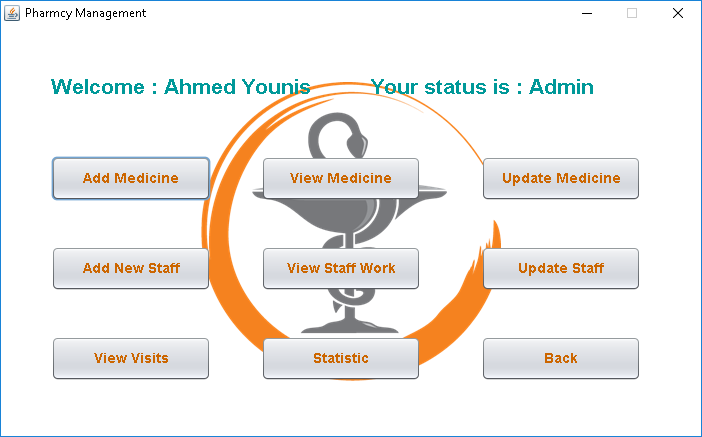 Pharmcy Management
Welcome : Ahmed Younis Your status is : Admin
Add Medicine View Medicine Update Medicine
Add New Staff View Staff Work Update Staff
View Visits Statistic Back